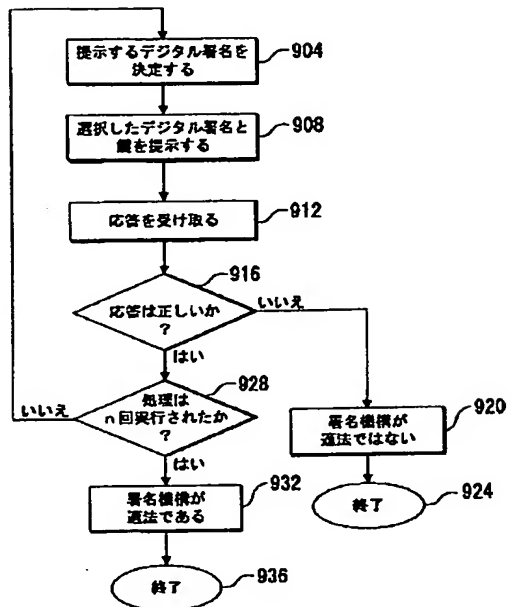 提示するデジタル署名を
決定する
904
選択したデジタル署名と
鍵を提示する
908
応答を受け取る
912
916
応答は正しいか
?
いいえ
はい
928
処理は
n回実行されたか
?
いいえ
はい
署名機構が
適法ではない
920
終了
924
署名機構が
適法である
932
終了
936